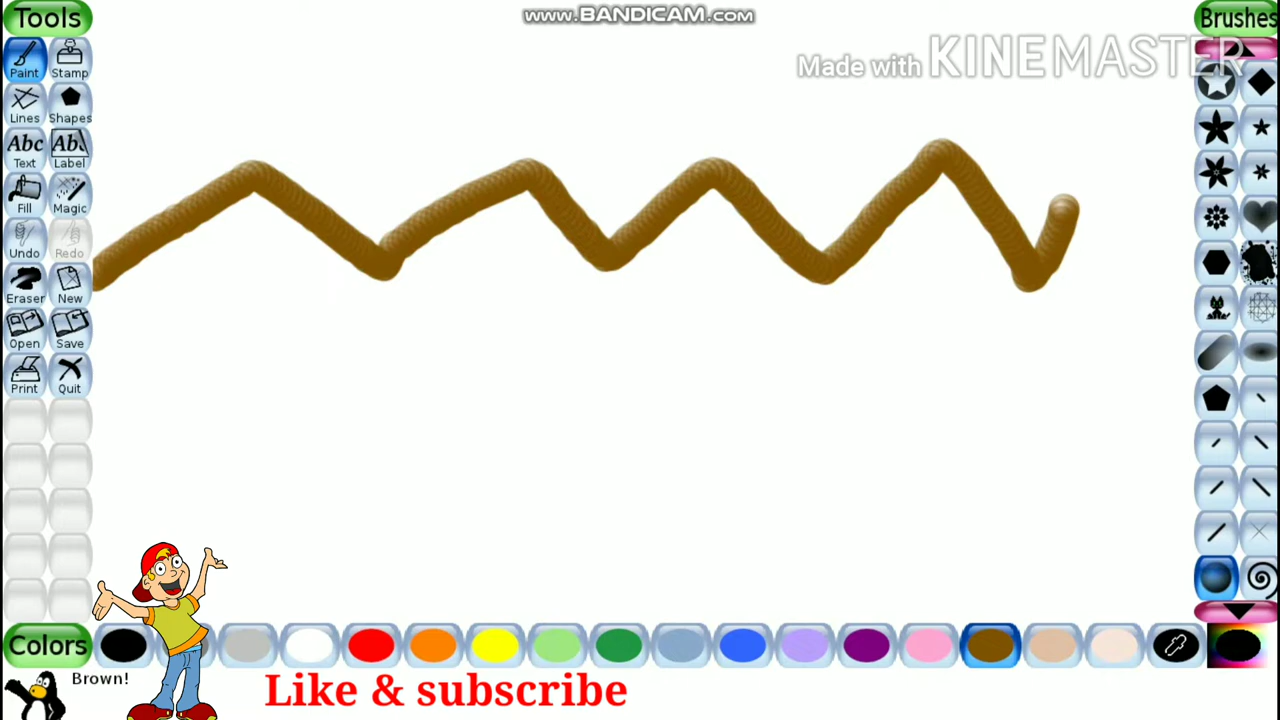 Tools
www.BANDICAM.com
Brushes
Made with KINEMASTER
Paint Stamp
Lines Shapes
Abc Abc
Text Label
Fill Magic
Undo Redo
Eraser New
Open Save
Print Quit
Colors
Brown!
Like & subscribe